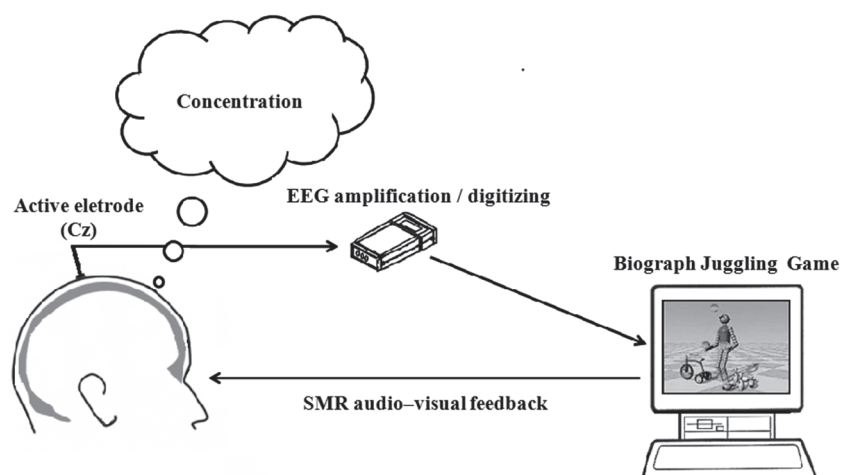 Concentration
EEG amplification / digitizing
Active eletrode
(Cz)
Biograph Juggling Game
SMR audio–visual feedback